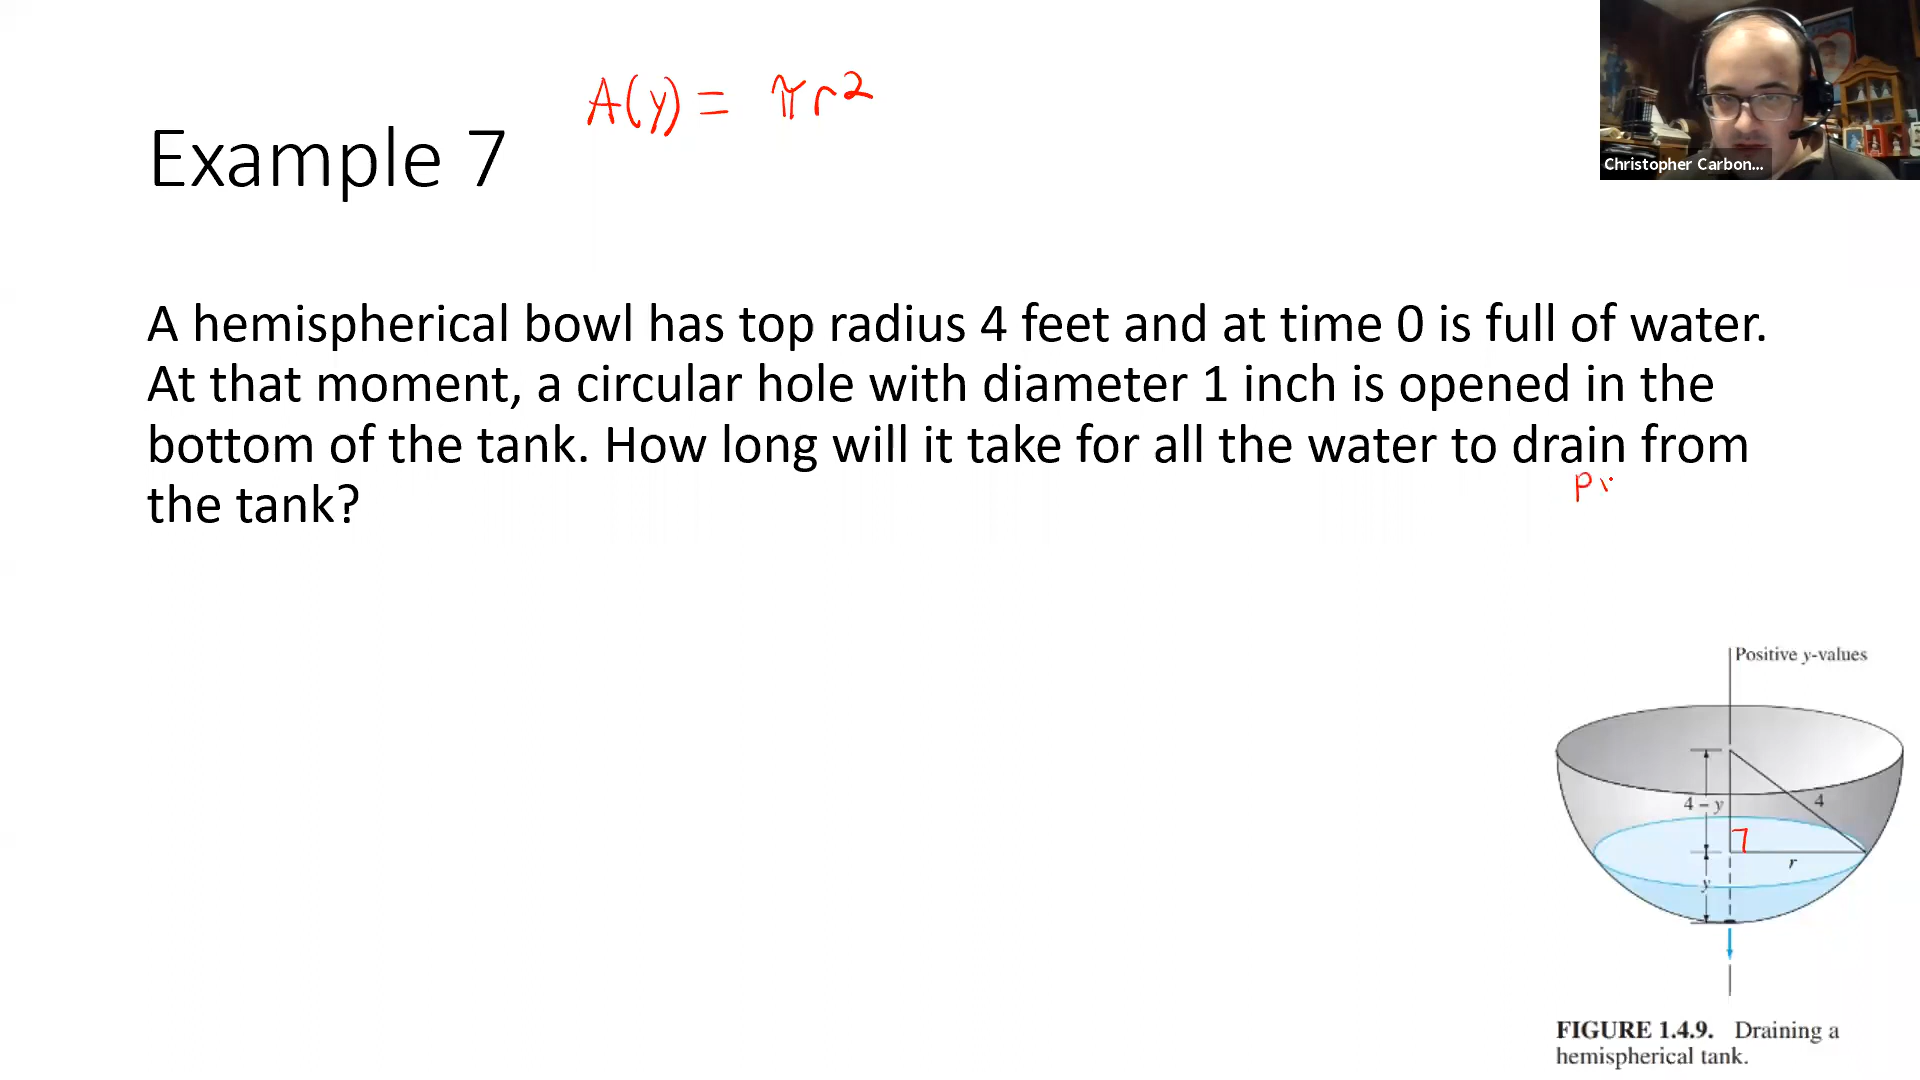 A(y) = πr²
Example 7
Christopher Carbon...
A hemispherical bowl has top radius 4 feet and at time 0 is full of water.
At that moment, a circular hole with diameter 1 inch is opened in the
bottom of the tank. How long will it take for all the water to drain from
the tank?
Positive y-values
4 – y
4
r
y
FIGURE 1.4.9. Draining a
hemispherical tank.